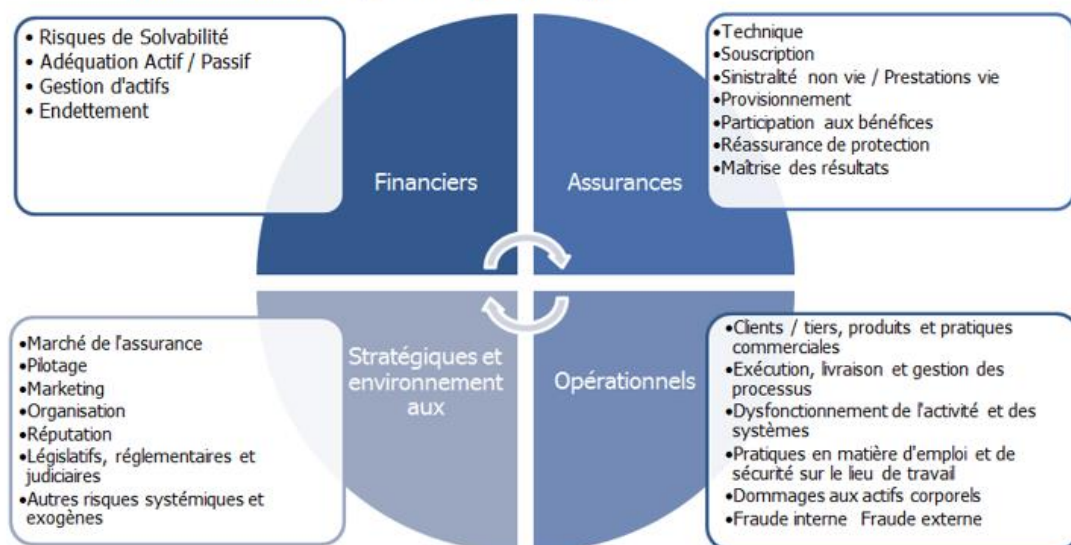 • Risques de Solvabilité
• Adéquation Actif / Passif
• Gestion d'actifs
• Endettement
Financiers
•Technique
•Souscription
•Sinistralité non vie / Prestations vie
•Provisionnement
•Participation aux bénéfices
•Réassurance de protection
•Maîtrise des résultats
Assurances
•Marché de l'assurance
•Pilotage
•Marketing
•Organisation
•Réputation
•Législatifs, réglementaires et
judiciaires
•Autres risques systémiques et
exogènes
Stratégiques et
environnement
aux
Opérationnels
•Clients / tiers, produits et pratiques
commerciales
•Exécution, livraison et gestion des
processus
•Dysfonctionnement de l'activité et des
systèmes
•Pratiques en matière d'emploi et de
sécurité sur le lieu de travail
•Dommages aux actifs corporels
•Fraude interne Fraude externe